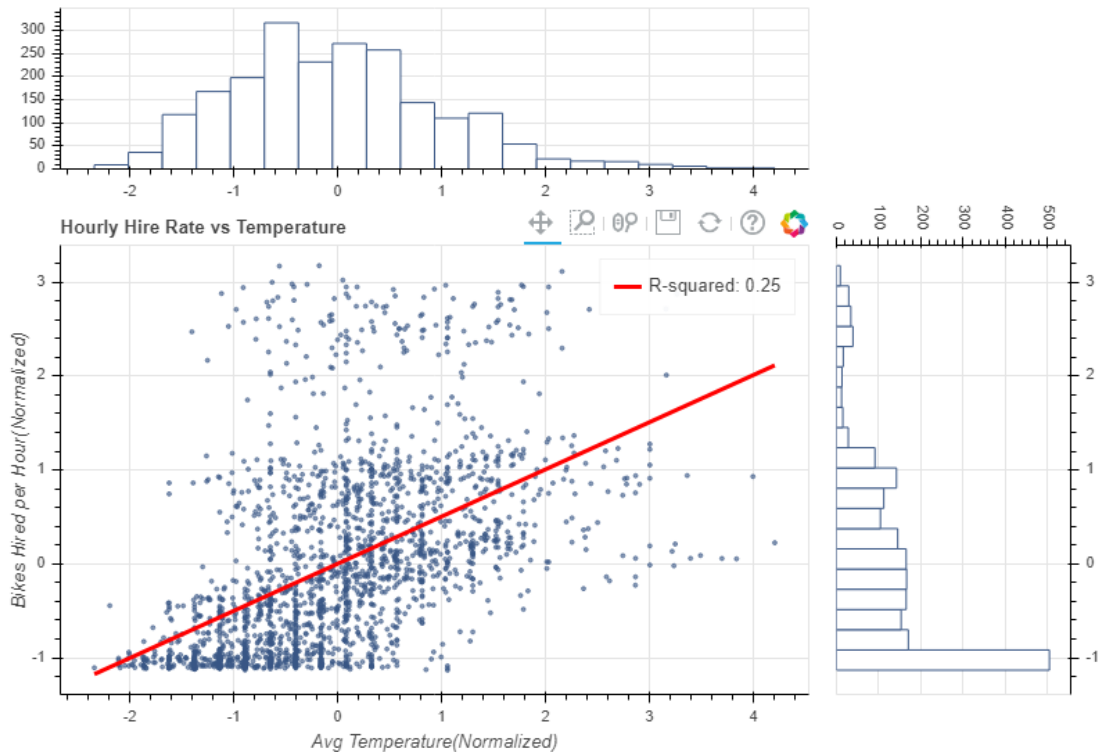 300
250
200
150
100
50
0
-2 -1 0 1 2 3 4
Hourly Hire Rate vs Temperature
R-squared: 0.25
3
2
1
0
-1
Bikes Hired per Hour(Normalized)
-2 -1 0 1 2 3 4
Avg Temperature(Normalized)
0 100 200 300 400 500
3
2
1
0
-1